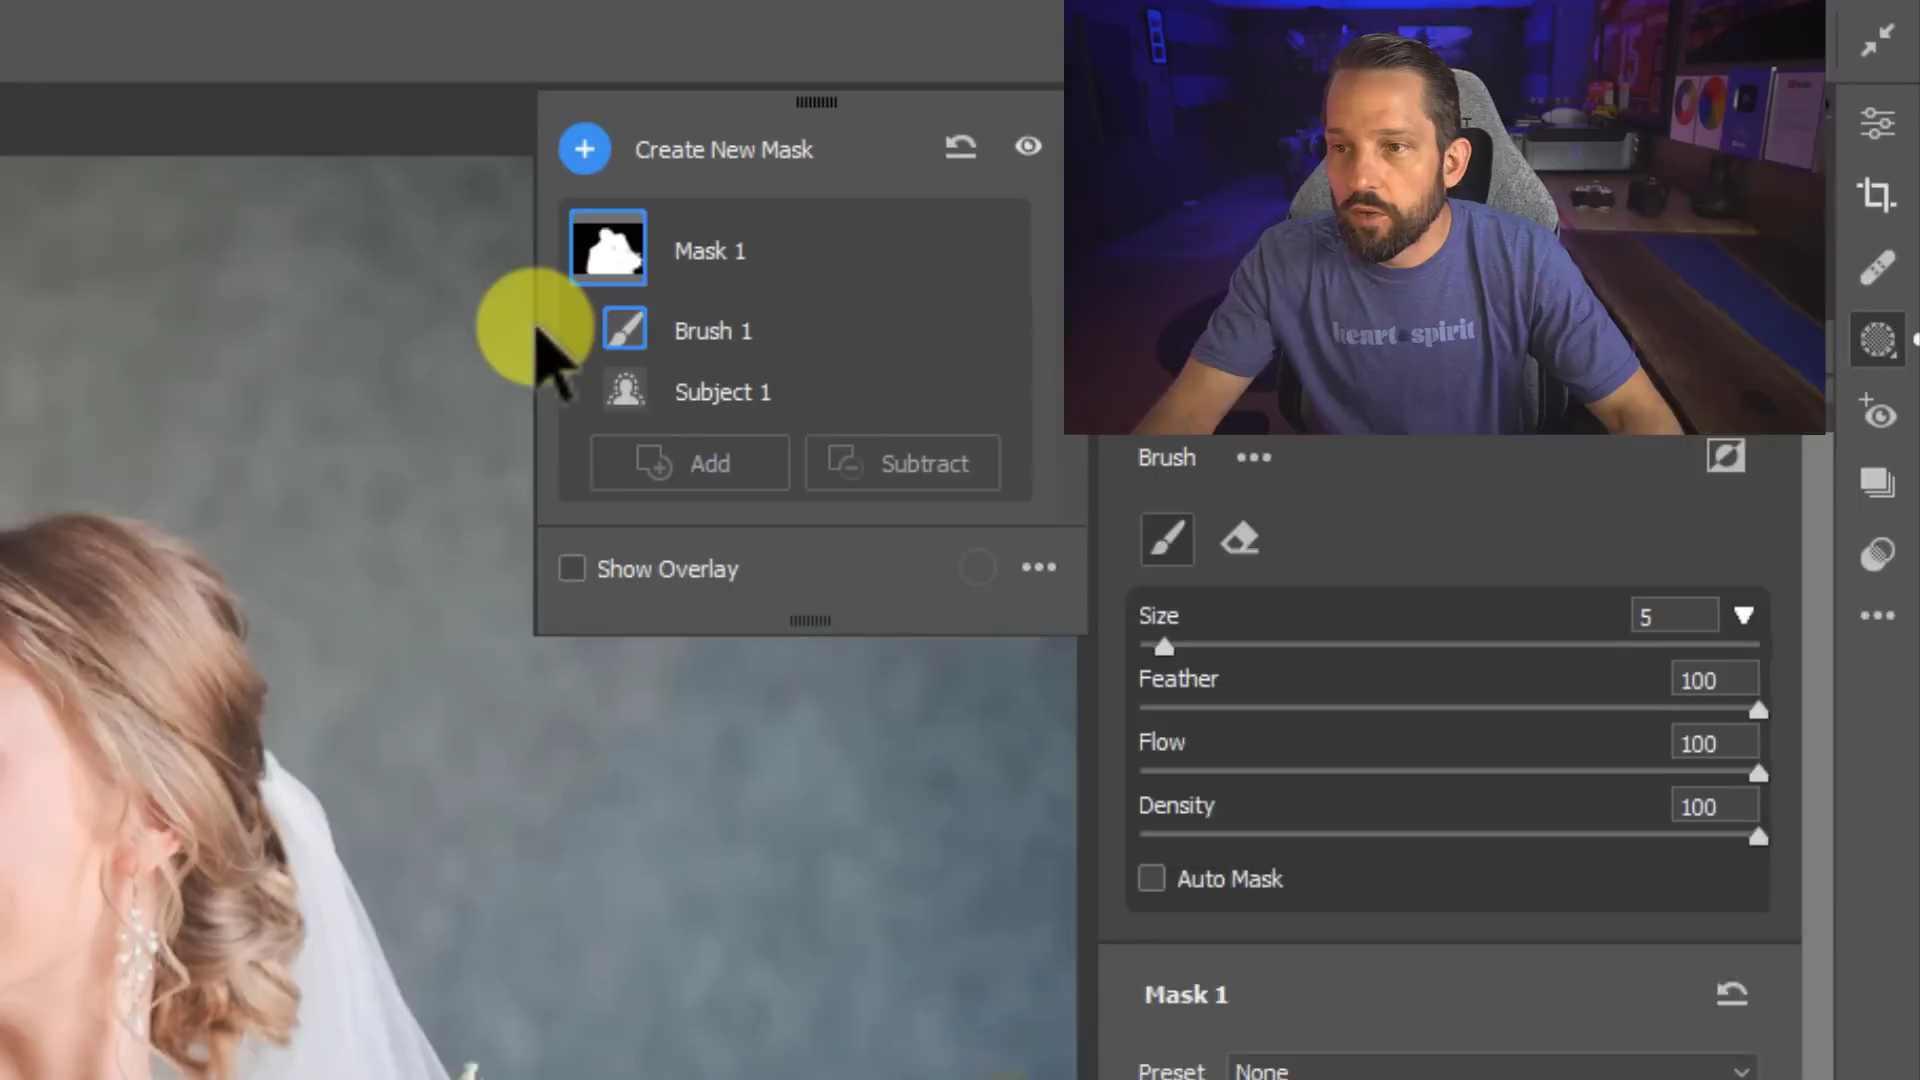 Create New Mask
Mask 1
Brush 1
Subject 1
Add
Subtract
Show Overlay
heart spirit
Brush
Size
5
Feather
100
Flow
100
Density
100
Auto Mask
Mask 1
Preset
None